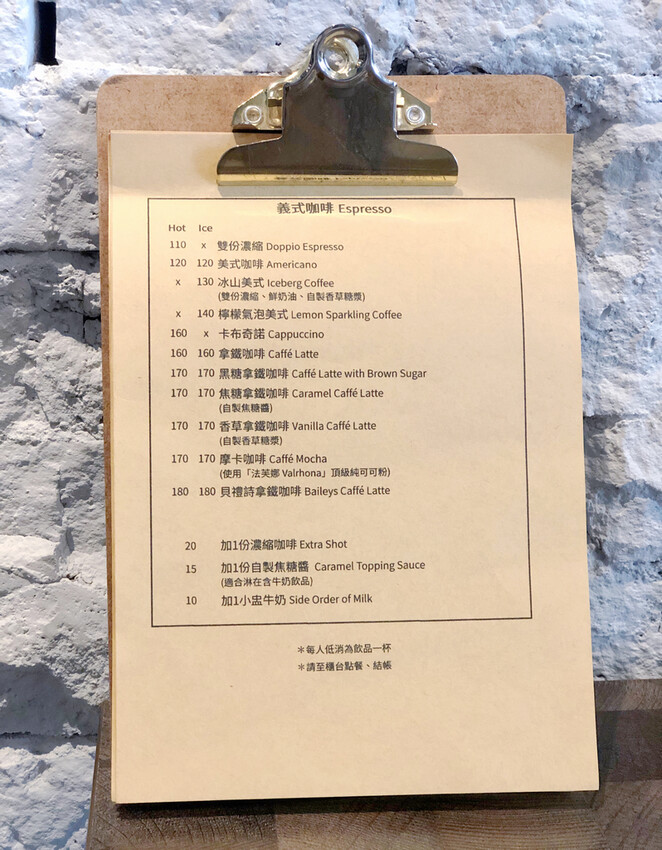 義式咖啡 Espresso
Hot Ice
110 x 雙份濃縮 Doppio Espresso
120 120 美式咖啡 Americano
x 130 冰山美式 Iceberg Coffee
(雙份濃縮、鮮奶油、自製香草糖漿)
x 140 檸檬氣泡美式 Lemon Sparkling Coffee
160 x 卡布奇諾 Cappuccino
160 160 拿鐵咖啡 Caffé Latte
170 170 黑糖拿鐵咖啡 Caffé Latte with Brown Sugar
170 170 焦糖拿鐵咖啡 Caramel Caffé Latte
(自製焦糖醬)
170 170 香草拿鐵咖啡 Vanilla Caffé Latte
(自製香草糖漿)
170 170 摩卡咖啡 Caffé Mocha
(使用「法芙娜 Valrhona」頂級純可可粉)
180 180 貝禮詩拿鐵咖啡 Baileys Caffé Latte
20 加1份濃縮咖啡 Extra Shot
15 加1份自製焦糖醬 Caramel Topping Sauce
(適合淋在含牛奶飲品)
10 加1小盅牛奶 Side Order of Milk
＊每人低消為飲品一杯
＊請至櫃台點餐、結帳